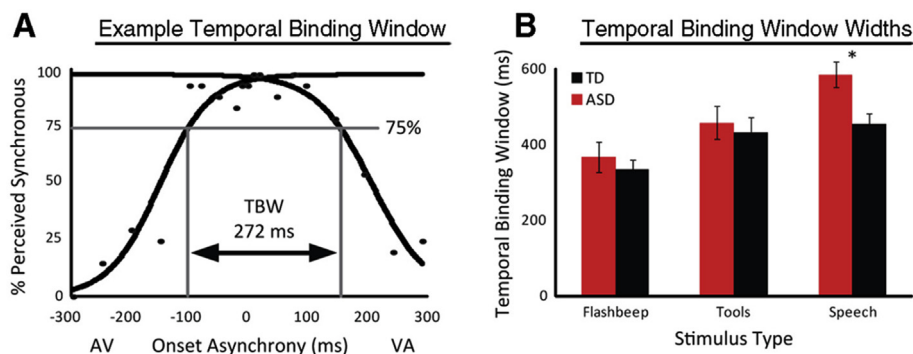 A Example Temporal Binding Window
% Perceived Synchronous
100
75
50
25
0
75%
TBW
272 ms
-300 -200 -100 0 100 200 300
AV Onset Asynchrony (ms) VA
B Temporal Binding Window Widths
Temporal Binding Window (ms)
600
400
200
0
TD
ASD
*
Flashbeep Tools Speech
Stimulus Type